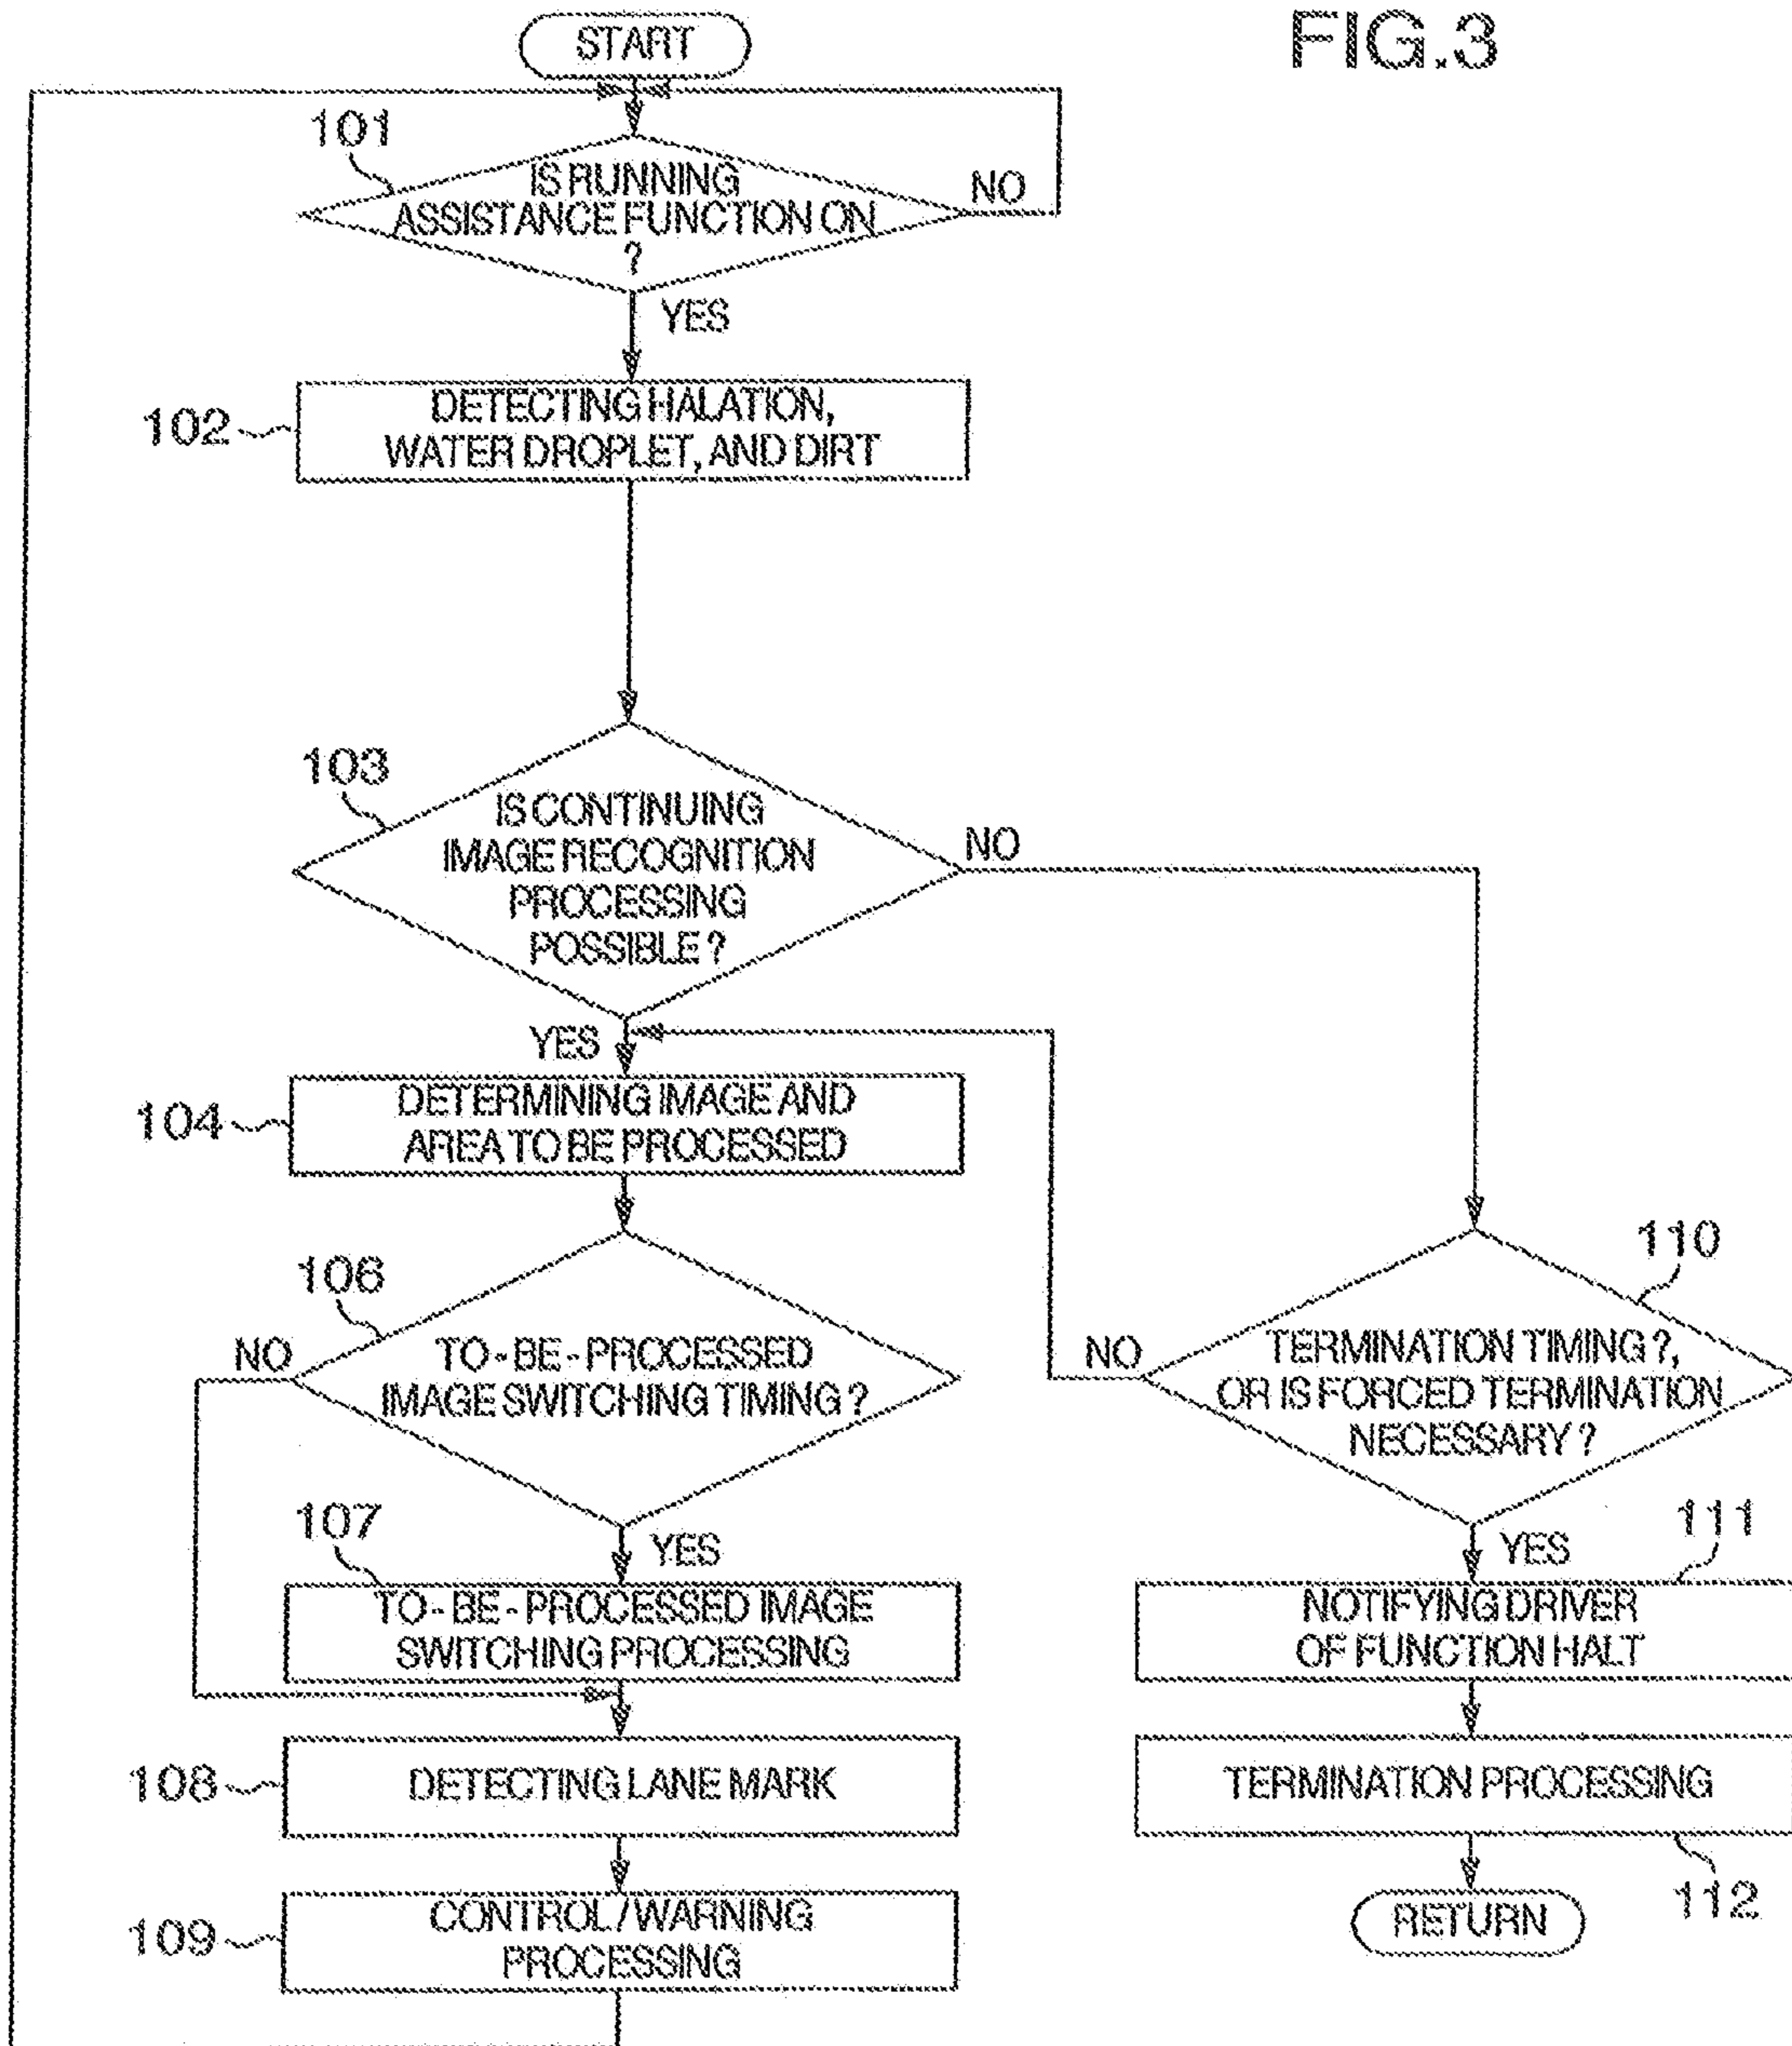 FIG.3
START
101
IS RUNNING
ASSISTANCE FUNCTION ON
?
NO
YES
102
DETECTING HALATION,
WATER DROPLET, AND DIRT
103
IS CONTINUING
IMAGE RECOGNITION
PROCESSING
POSSIBLE ?
NO
YES
104
DETERMINING IMAGE AND
AREA TO BE PROCESSED
106
NO
TO-BE-PROCESSED
IMAGE SWITCHING TIMING ?
YES
107
TO-BE-PROCESSED IMAGE
SWITCHING PROCESSING
108
DETECTING LANE MARK
109
CONTROL / WARNING
PROCESSING
110
NO
TERMINATION TIMING ?,
OR IS FORCED TERMINATION
NECESSARY ?
YES
111
NOTIFYING DRIVER
OF FUNCTION HALT
TERMINATION PROCESSING
112
RETURN